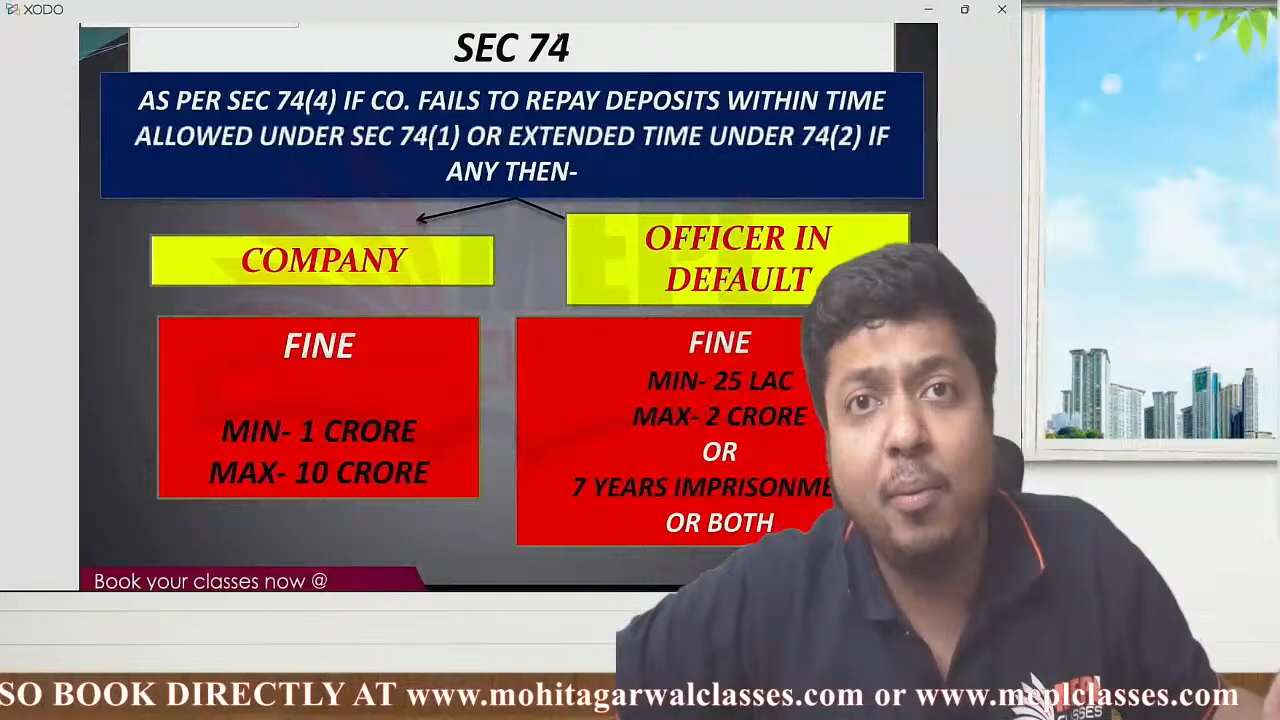 XODO
SEC 74
AS PER SEC 74(4) IF CO. FAILS TO REPAY DEPOSITS WITHIN TIME
ALLOWED UNDER SEC 74(1) OR EXTENDED TIME UNDER 74(2) IF
ANY THEN-
COMPANY
OFFICER IN
DEFAULT
FINE
MIN- 1 CRORE
MAX- 10 CRORE
FINE
MIN- 25 LAC
MAX- 2 CRORE
OR
7 YEARS IMPRISONME
OR BOTH
Book your classes now @
SO BOOK DIRECTLY AT www.mohitagarwalclasses.com or www.meplclasses.com
CLASSES